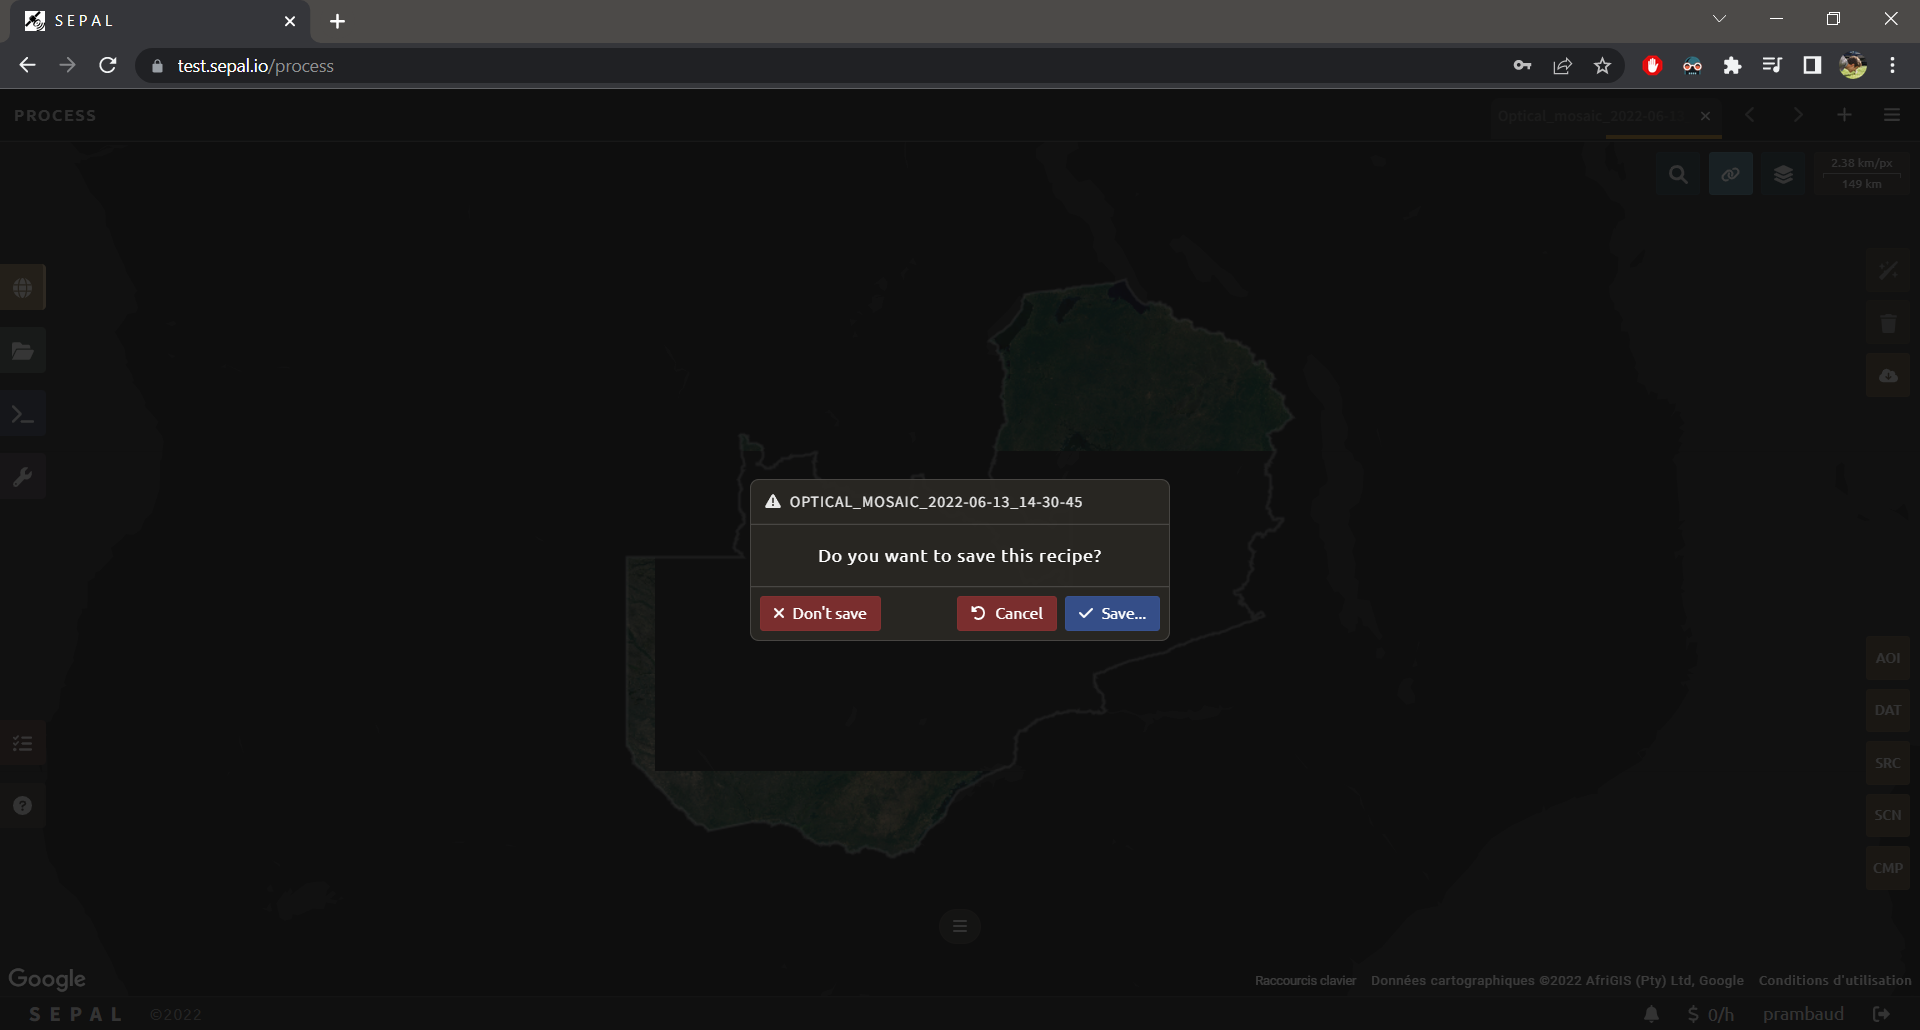 SEPAL
test.sepal.io/process
PROCESS
Optical_mosaic_2022-06-1
2.38 km/px
149 km
OPTICAL_MOSAIC_2022-06-13_14-30-45
Do you want to save this recipe?
Don't save
Cancel
Save...
AOI
DAT
SRC
SCN
CMP
Google
Raccourcis clavier
Données cartographiques ©2022 AfriGIS (Pty) Ltd, Google
Conditions d'utilisation
SEPAL ©2022
$ 0/h prambaud